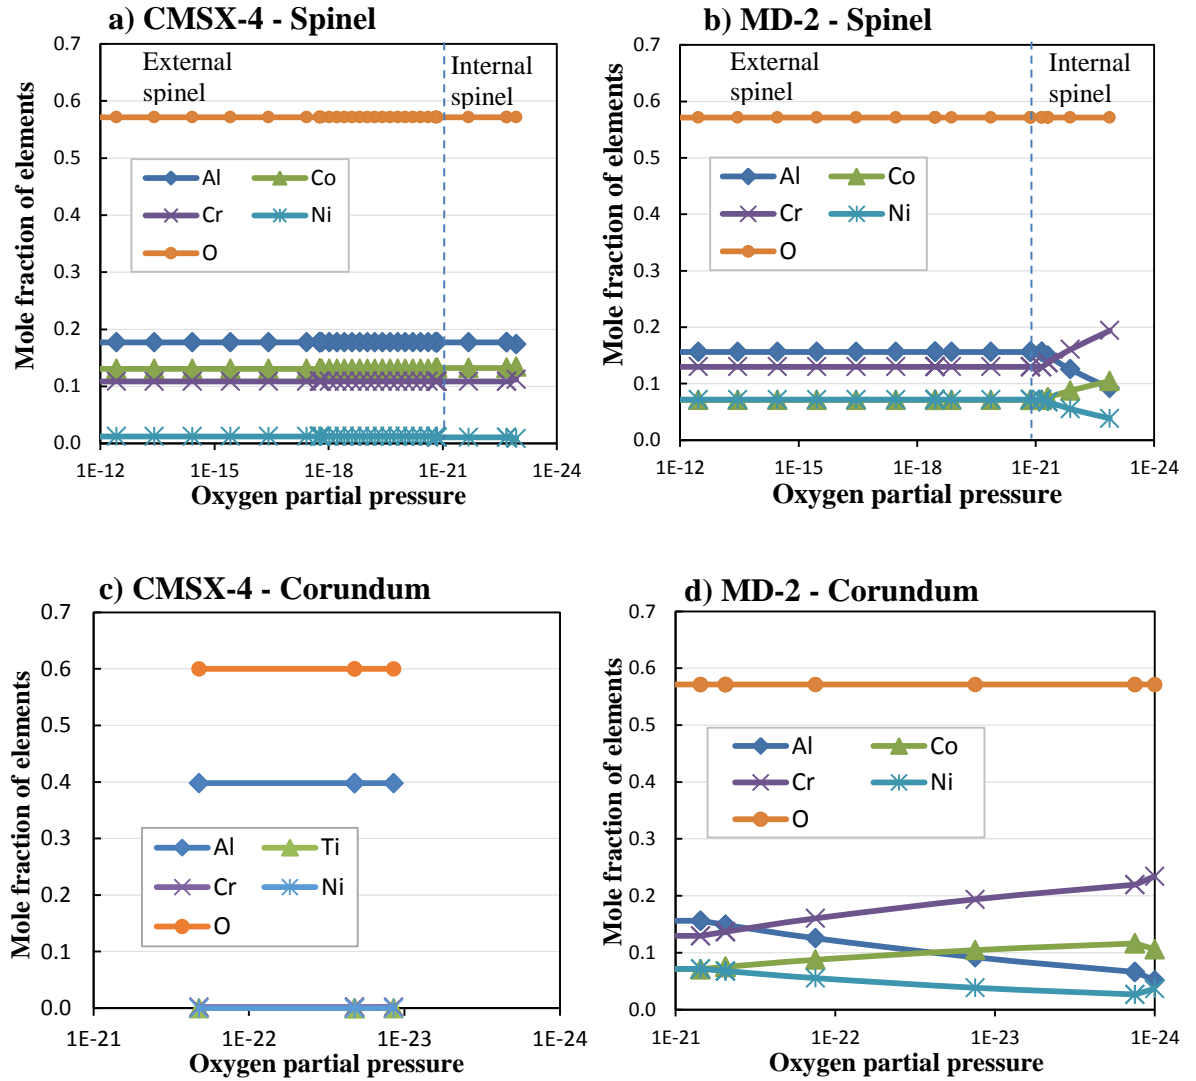 a) CMSX-4 - Spinel
Mole fraction of elements
0.7
0.6
0.5
0.4
0.3
0.2
0.1
0.0
External
spinel
Internal
spinel
Al
Co
Cr
Ni
O
1E-12
1E-15
1E-18
1E-21
1E-24
Oxygen partial pressure
b) MD-2 - Spinel
Mole fraction of elements
0.7
0.6
0.5
0.4
0.3
0.2
0.1
0.0
External
spinel
Internal
spinel
Al
Co
Cr
Ni
O
1E-12
1E-15
1E-18
1E-21
1E-24
Oxygen partial pressure
c) CMSX-4 - Corundum
Mole fraction of elements
0.7
0.6
0.5
0.4
0.3
0.2
0.1
0.0
Al
Ti
Cr
Ni
O
1E-21
1E-22
1E-23
1E-24
Oxygen partial pressure
d) MD-2 - Corundum
Mole fraction of elements
0.7
0.6
0.5
0.4
0.3
0.2
0.1
0.0
Al
Co
Cr
Ni
O
1E-21
1E-22
1E-23
1E-24
Oxygen partial pressure